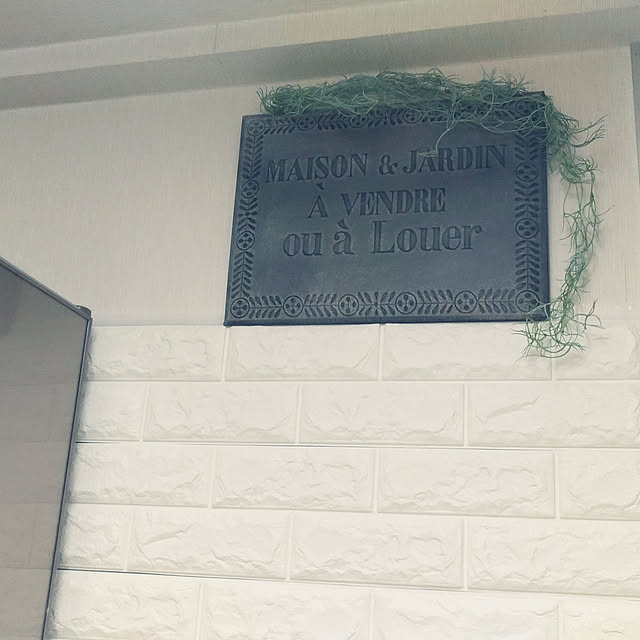 MAISON & JARDIN
À VENDRE
ou à Louer